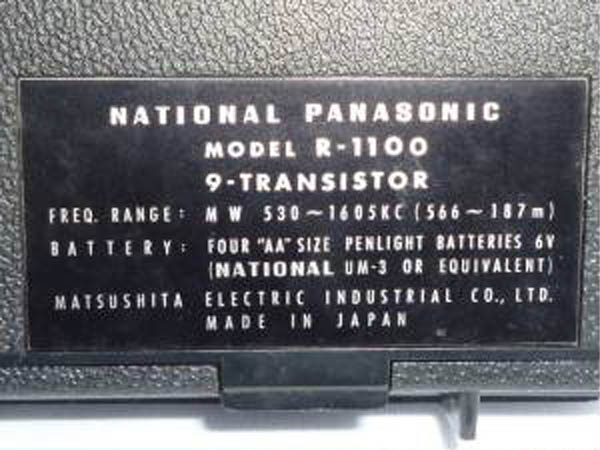 NATIONAL PANASONIC
MODEL R-1100
9-TRANSISTOR
FREQ. RANGE: MW 530~1605KC (566~187m)
BATTERY: FOUR "AA" SIZE PENLIGHT BATTERIES 6V
(NATIONAL UM-3 OR EQUIVALENT)
MATSUSHITA ELECTRIC INDUSTRIAL CO., LTD.
MADE IN JAPAN